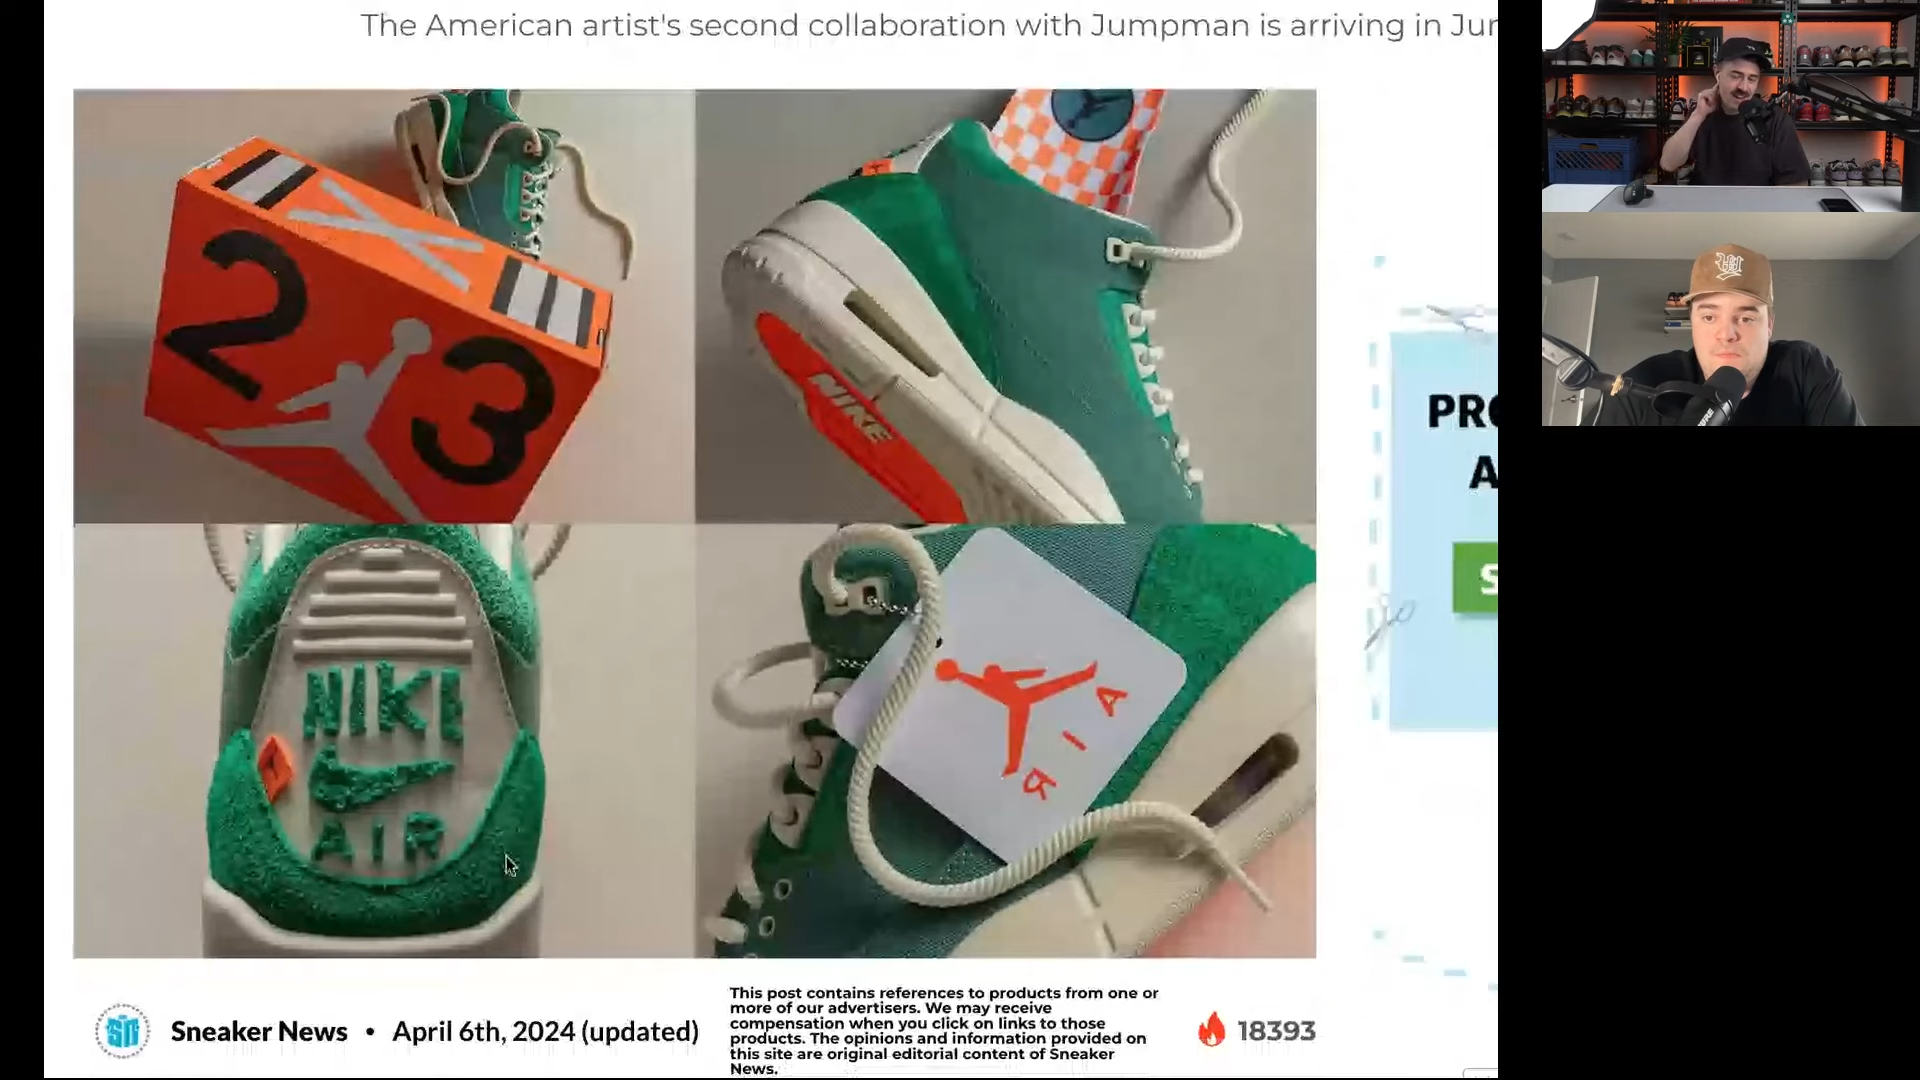 The American artist's second collaboration with Jumpman is arriving in Jun
23
NIKE
NIKE
AIR
AIR
PRO
A
S
Sneaker News • April 6th, 2024 (updated)
This post contains references to products from one or
more of our advertisers. We may receive
compensation when you click on links to those
products. The opinions and information provided on
this site are original editorial content of Sneaker
News.
18393